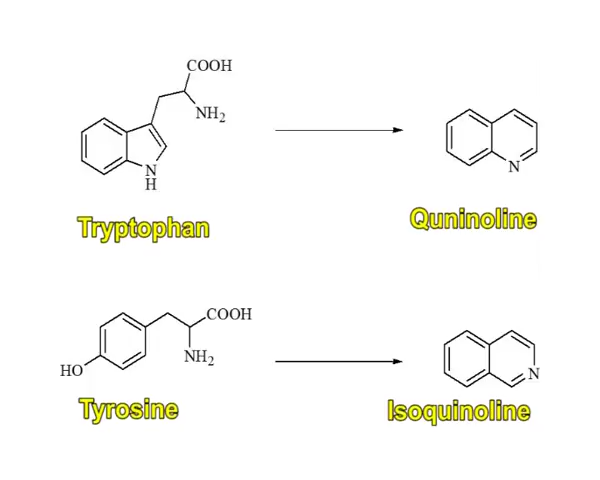 COOH
NH2
N
H
N
Tryptophan
Quninoline
COOH
NH2
HO
N
Tyrosine
Isoquinoline